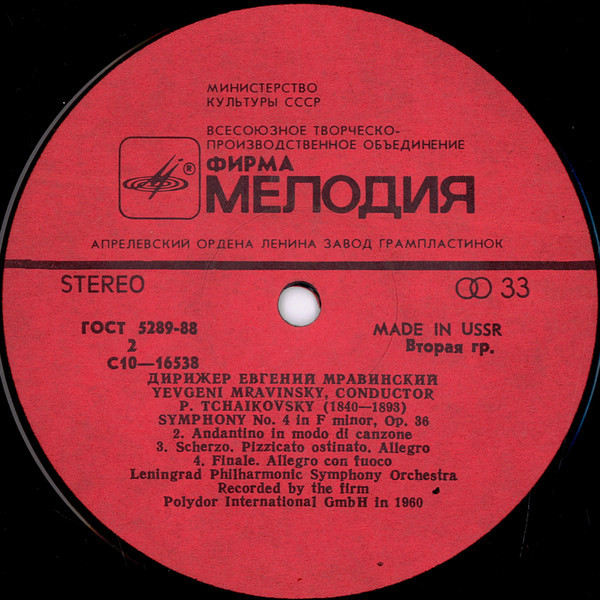 МИНИСТЕРСТВО
КУЛЬТУРЫ СССР
ВСЕСОЮЗНОЕ ТВОРЧЕСКО-
ПРОИЗВОДСТВЕННОЕ ОБЪЕДИНЕНИЕ
®
ФИРМА
МЕЛОДИЯ
АПРЕЛЕВСКИЙ ОРДЕНА ЛЕНИНА ЗАВОД ГРАМПЛАСТИНОК
STEREO
33
ГОСТ 5289-88
MADE IN USSR
2
Вторая гр.
С10—16538
ДИРИЖЕР ЕВГЕНИЙ МРАВИНСКИЙ
YEVGENI MRAVINSKY, CONDUCTOR
P. TCHAIKOVSKY (1840—1893)
SYMPHONY No. 4 in F minor, Op. 36
2. Andantino in modo di canzone
3. Scherzo. Pizzicato ostinato. Allegro
4. Finale. Allegro con fuoco
Leningrad Philharmonic Symphony Orchestra
Recorded by the firm
Polydor International GmbH in 1960